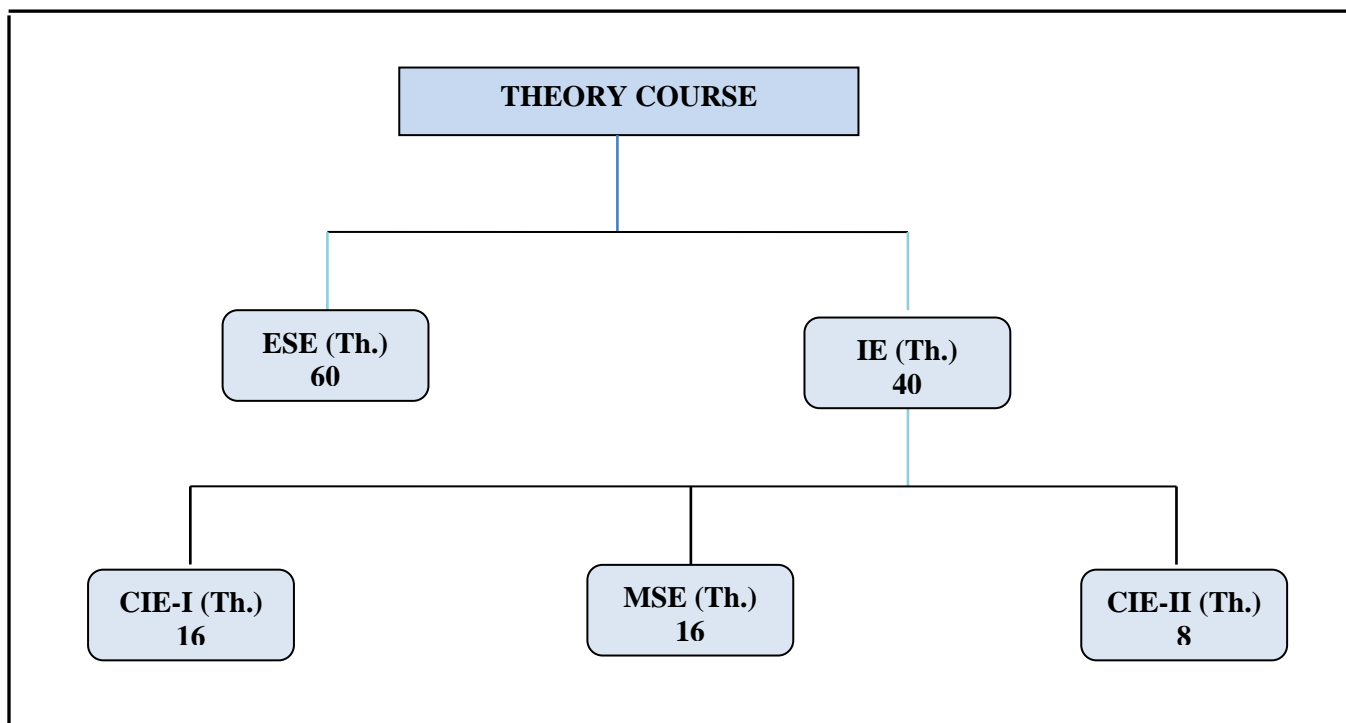 THEORY COURSE
ESE (Th.)
60
IE (Th.)
40
CIE-I (Th.)
16
MSE (Th.)
16
CIE-II (Th.)
8